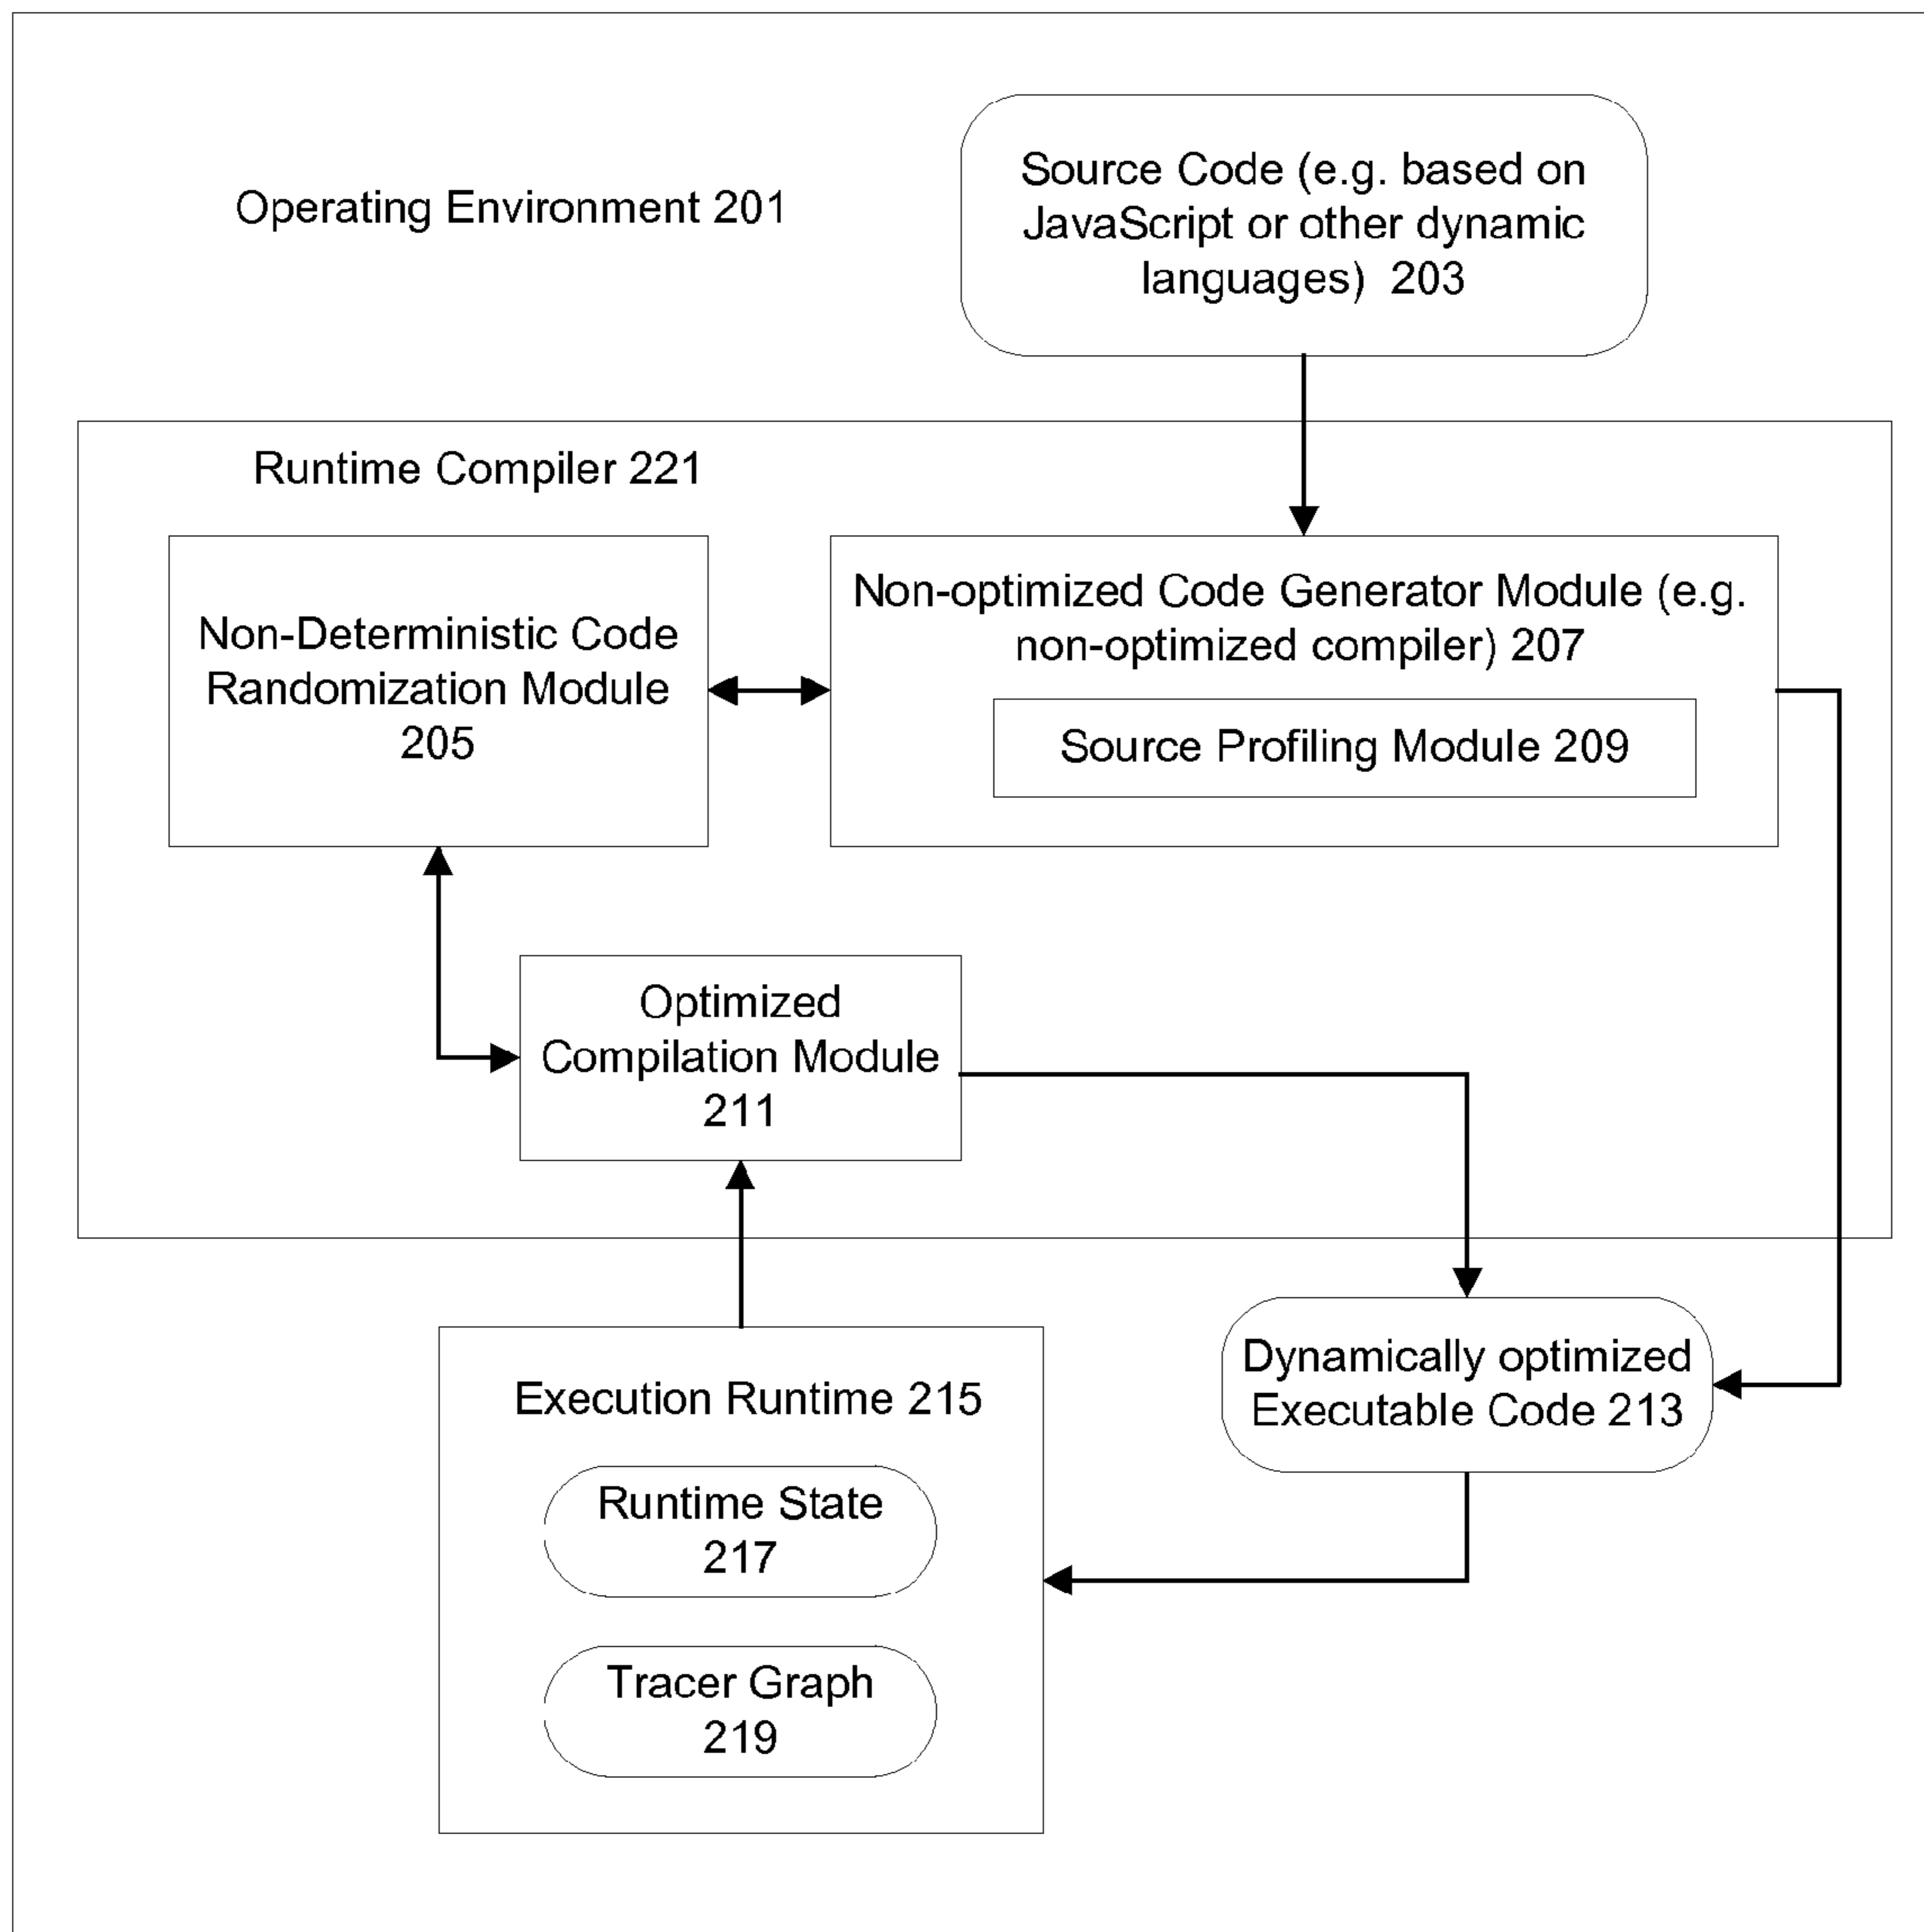 Operating Environment 201
Source Code (e.g. based on
JavaScript or other dynamic
languages) 203
Runtime Compiler 221
Non-Deterministic Code
Randomization Module
205
Non-optimized Code Generator Module (e.g.
non-optimized compiler) 207
Source Profiling Module 209
Optimized
Compilation Module
211
Execution Runtime 215
Runtime State
217
Tracer Graph
219
Dynamically optimized
Executable Code 213